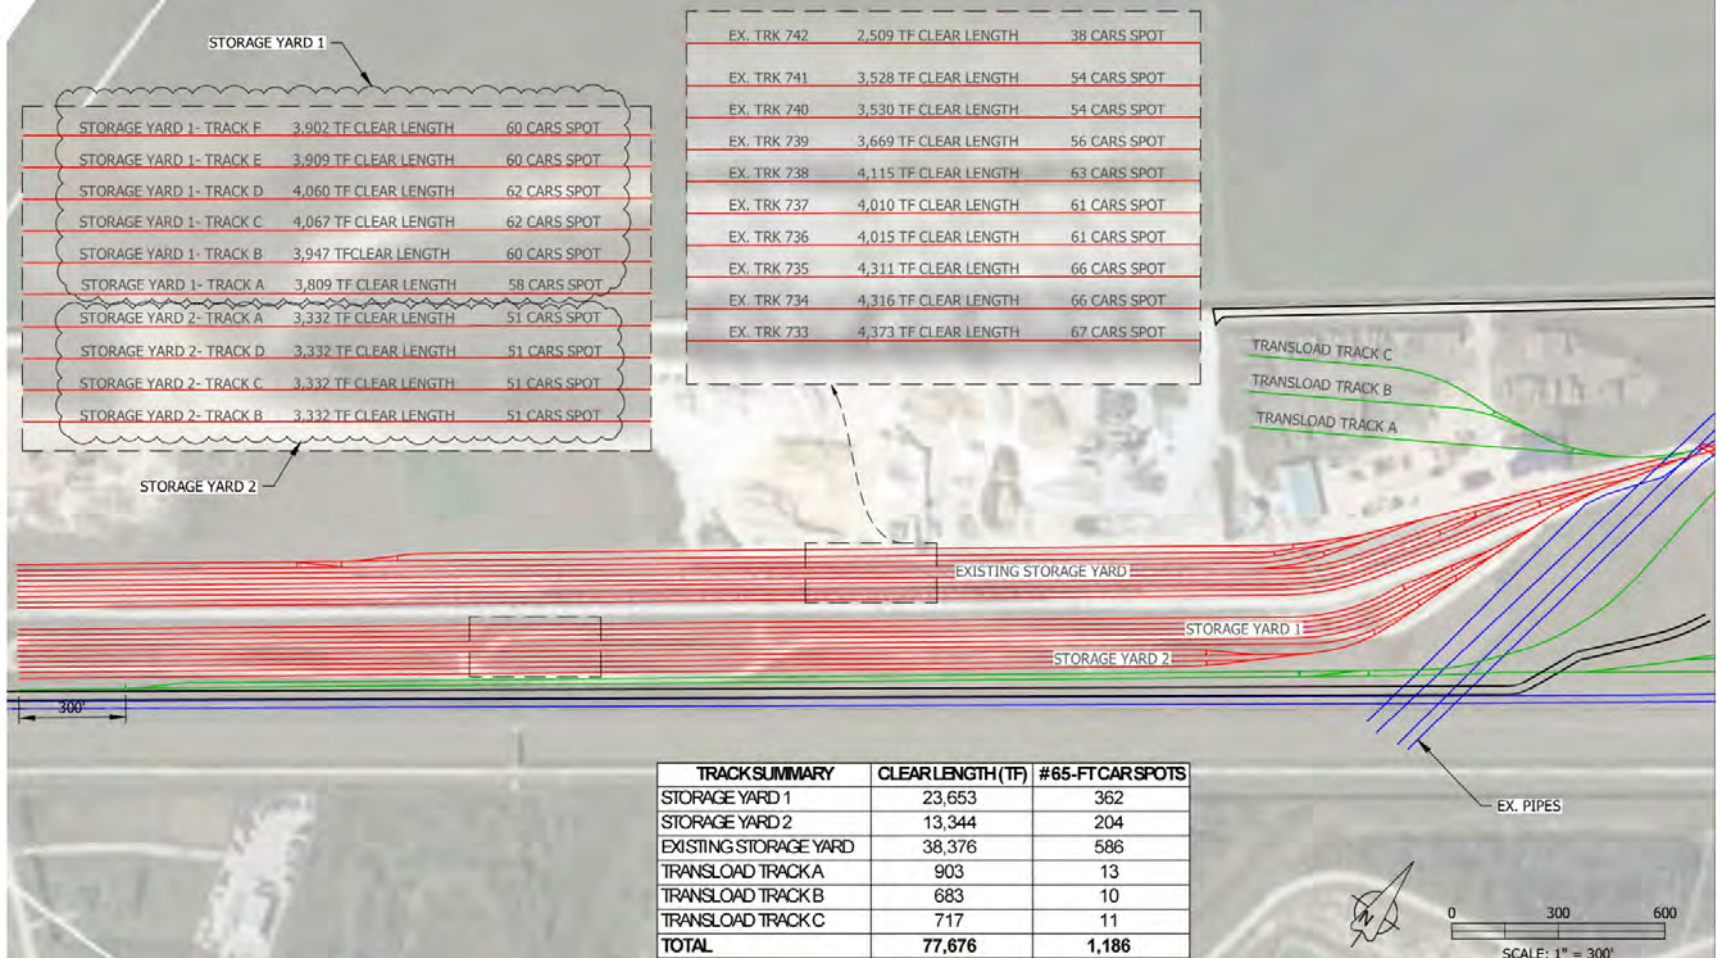 STORAGE YARD 1
STORAGE YARD 1- TRACK F 3,902 TF CLEAR LENGTH 60 CARS SPOT
STORAGE YARD 1- TRACK E 3,909 TF CLEAR LENGTH 60 CARS SPOT
STORAGE YARD 1- TRACK D 4,060 TF CLEAR LENGTH 62 CARS SPOT
STORAGE YARD 1- TRACK C 4,067 TF CLEAR LENGTH 62 CARS SPOT
STORAGE YARD 1- TRACK B 3,947 TFCLEAR LENGTH 60 CARS SPOT
STORAGE YARD 1- TRACK A 3,809 TF CLEAR LENGTH 58 CARS SPOT
STORAGE YARD 2- TRACK A 3,332 TF CLEAR LENGTH 51 CARS SPOT
STORAGE YARD 2- TRACK D 3,332 TF CLEAR LENGTH 51 CARS SPOT
STORAGE YARD 2- TRACK C 3,332 TF CLEAR LENGTH 51 CARS SPOT
STORAGE YARD 2- TRACK B 3,332 TF CLEAR LENGTH 51 CARS SPOT
STORAGE YARD 2
EX. TRK 742 2,509 TF CLEAR LENGTH 38 CARS SPOT
EX. TRK 741 3,528 TF CLEAR LENGTH 54 CARS SPOT
EX. TRK 740 3,530 TF CLEAR LENGTH 54 CARS SPOT
EX. TRK 739 3,669 TF CLEAR LENGTH 56 CARS SPOT
EX. TRK 738 4,115 TF CLEAR LENGTH 63 CARS SPOT
EX. TRK 737 4,010 TF CLEAR LENGTH 61 CARS SPOT
EX. TRK 736 4,015 TF CLEAR LENGTH 61 CARS SPOT
EX. TRK 735 4,311 TF CLEAR LENGTH 66 CARS SPOT
EX. TRK 734 4,316 TF CLEAR LENGTH 66 CARS SPOT
EX. TRK 733 4,373 TF CLEAR LENGTH 67 CARS SPOT
TRANSLOAD TRACK C
TRANSLOAD TRACK B
TRANSLOAD TRACK A
EXISTING STORAGE YARD
STORAGE YARD 1
STORAGE YARD 2
300'
TRACK SUMMARY CLEAR LENGTH (TF) #65-FT CAR SPOTS
STORAGE YARD 1 23,653 362
STORAGE YARD 2 13,344 204
EXISTING STORAGE YARD 38,376 586
TRANSLOAD TRACK A 903 13
TRANSLOAD TRACK B 683 10
TRANSLOAD TRACK C 717 11
TOTAL 77,676 1,186
EX. PIPES
N
0 300 600
SCALE: 1" = 300'